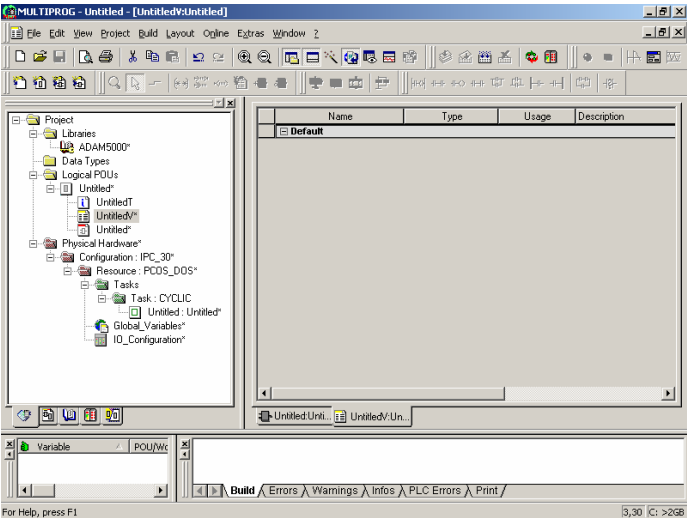 MULTIPROG - Untitled - [UntitledV:Untitled]
File Edit View Project Build Layout Online Extras Window ?
Name Type Usage Description
Default
Project
Libraries
ADAM5000*
Data Types
Logical POUs
Untitled*
UntitledT
UntitledV*
Untitled*
Physical Hardware*
Configuration : IPC_30*
Resource : PCOS_DOS*
Tasks
Task : CYCLIC
Untitled : Untitled*
Global_Variables*
IO_Configuration*
Untitled:Unti... UntitledV:Un...
Variable POU/Wo
Build Errors Warnings Infos PLC Errors Print
For Help, press F1 3,30 C: >2GB